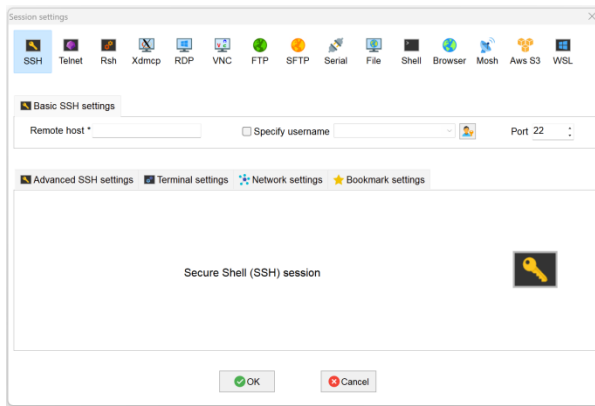 Session settings
SSH Telnet Rsh Xdmcp RDP VNC FTP SFTP Serial File Shell Browser Mosh Aws S3 WSL
Basic SSH settings
Remote host * Specify username Port 22
Advanced SSH settings Terminal settings Network settings Bookmark settings
Secure Shell (SSH) session
OK Cancel